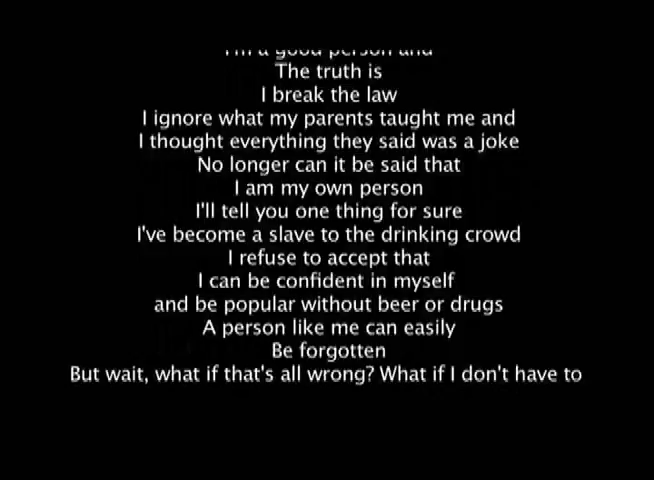 I'm a good person and
The truth is
I break the law
I ignore what my parents taught me and
I thought everything they said was a joke
No longer can it be said that
I am my own person
I'll tell you one thing for sure
I've become a slave to the drinking crowd
I refuse to accept that
I can be confident in myself
and be popular without beer or drugs
A person like me can easily
Be forgotten
But wait, what if that's all wrong? What if I don't have to